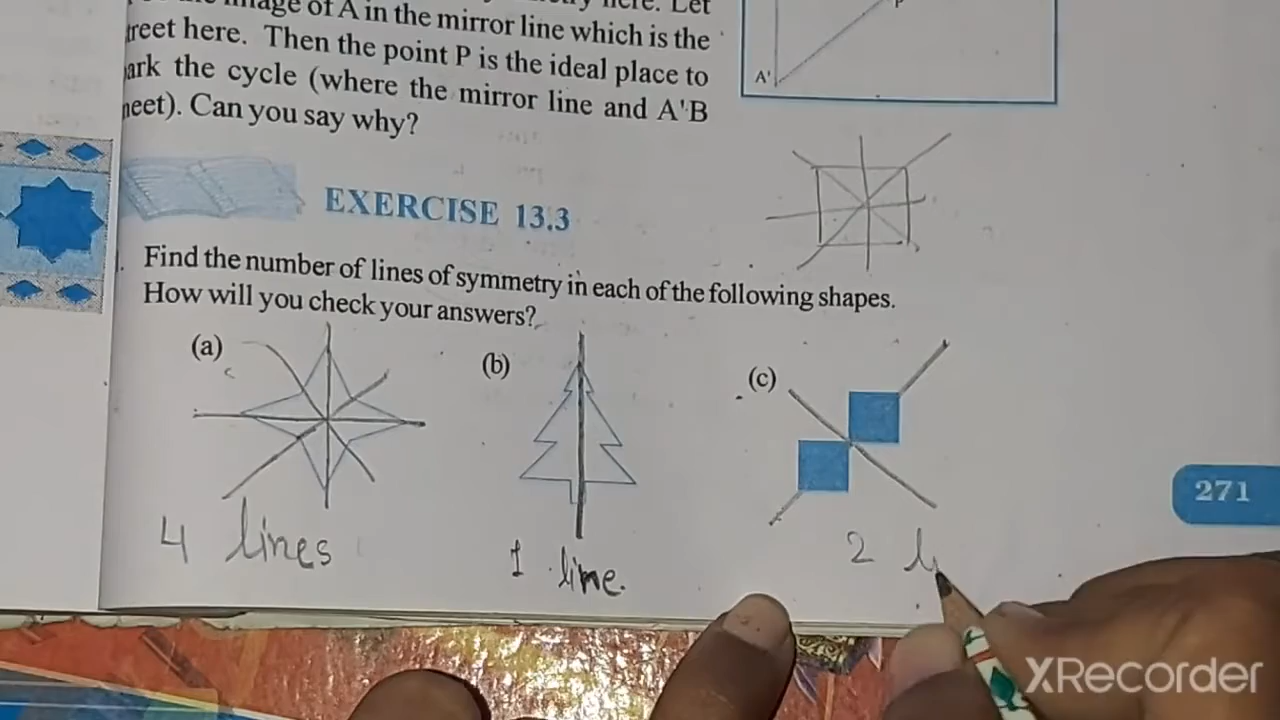 here. Let
image of A in the mirror line which is the
reet here. Then the point P is the ideal place to
ark the cycle (where the mirror line and A'B
neet). Can you say why?
P
A'
EXERCISE 13.3
Find the number of lines of symmetry in each of the following shapes.
How will you check your answers?
(a)
(b)
(c)
4 lines
1 line.
2 l
271
XRecorder